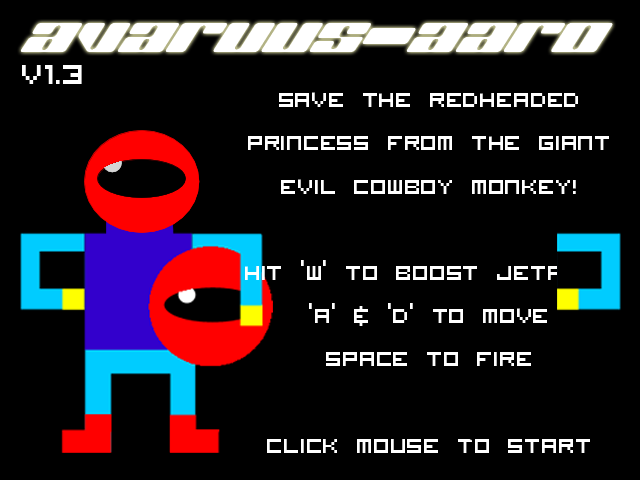 avaruus-aaro
V1.3
SAVE THE REDHEADED
PRINCESS FROM THE GIANT
EVIL COWBOY MONKEY!
HIT 'W' TO BOOST
'A' & 'D' TO MOVE
SPACE TO FIRE
CLICK MOUSE TO START